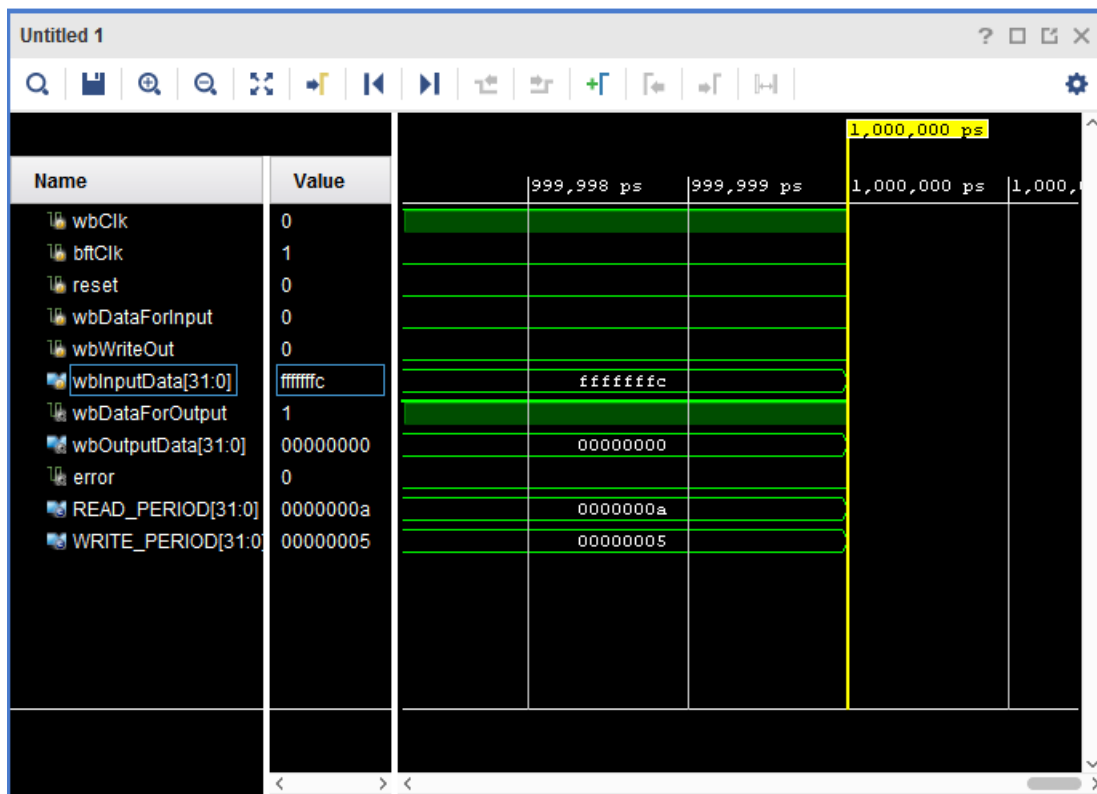 Untitled 1
?
1,000,000 ps
Name Value 999,998 ps 999,999 ps 1,000,000 ps 1,000,
wbClk 0
bftClk 1
reset 0
wbDataForInput 0
wbWriteOut 0
wbInputData[31:0] fffffffc fffffffc
wbDataForOutput 1
wbOutputData[31:0] 00000000 00000000
error 0
READ_PERIOD[31:0] 0000000a 0000000a
WRITE_PERIOD[31:0] 00000005 00000005